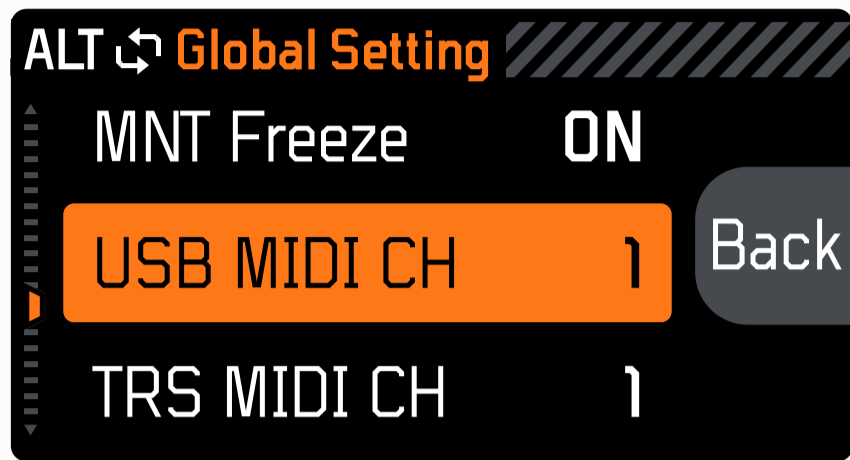 ALT Global Setting
MNT Freeze ON
USB MIDI CH 1
Back
TRS MIDI CH 1